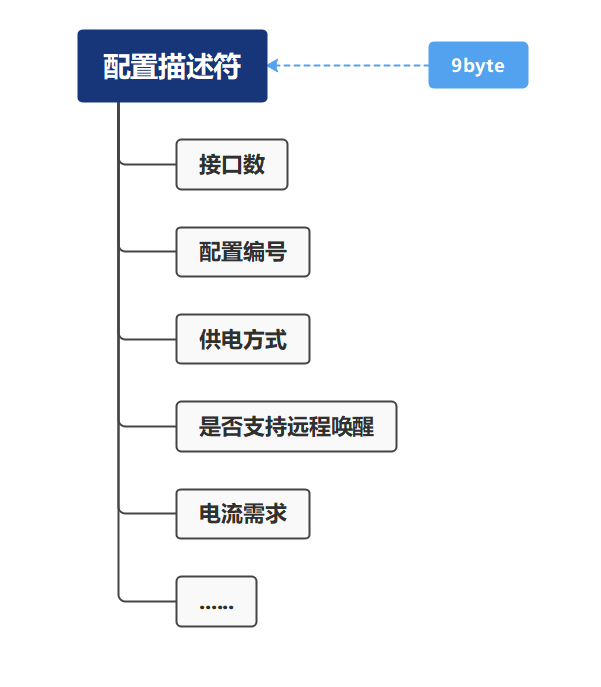 配置描述符
9byte
接口数
配置编号
供电方式
是否支持远程唤醒
电流需求
……